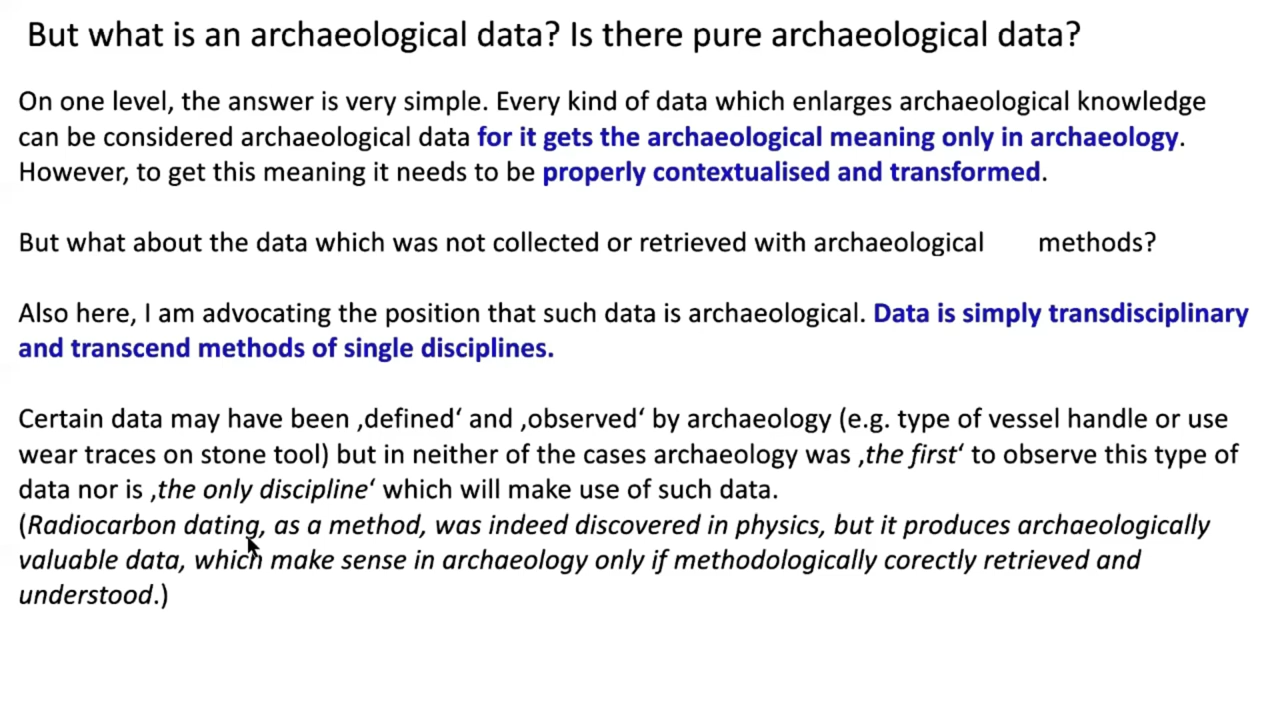 But what is an archaeological data? Is there pure archaeological data?
On one level, the answer is very simple. Every kind of data which enlarges archaeological knowledge
can be considered archaeological data for it gets the archaeological meaning only in archaeology.
However, to get this meaning it needs to be properly contextualised and transformed.
But what about the data which was not collected or retrieved with archaeological methods?
Also here, I am advocating the position that such data is archaeological. Data is simply transdisciplinary
and transcend methods of single disciplines.
Certain data may have been ‚defined‘ and ‚observed‘ by archaeology (e.g. type of vessel handle or use
wear traces on stone tool) but in neither of the cases archaeology was ‚the first‘ to observe this type of
data nor is ‚the only discipline‘ which will make use of such data.
(Radiocarbon dating, as a method, was indeed discovered in physics, but it produces archaeologically
valuable data, which make sense in archaeology only if methodologically corectly retrieved and
understood.)